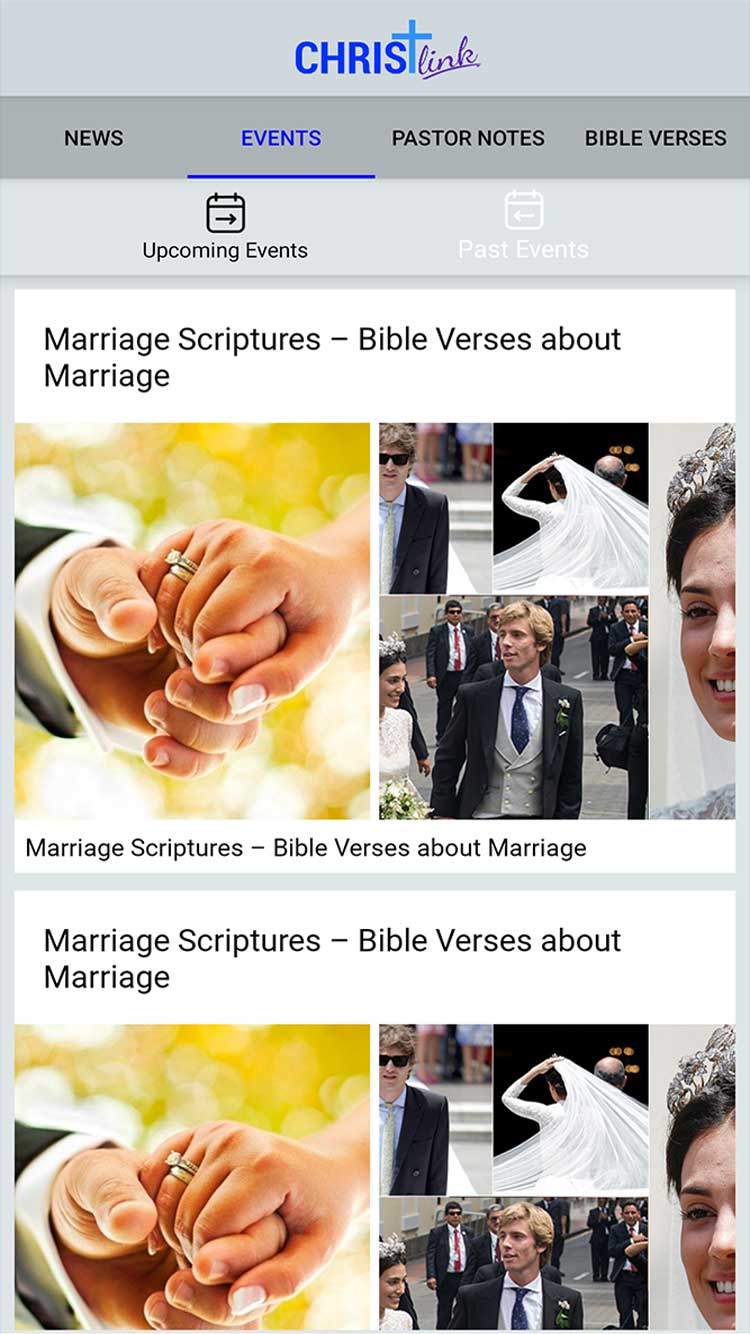 CHRISTlink
NEWS EVENTS PASTOR NOTES BIBLE VERSES
Upcoming Events Past Events
Marriage Scriptures – Bible Verses about
Marriage
Marriage Scriptures – Bible Verses about Marriage
Marriage Scriptures – Bible Verses about
Marriage